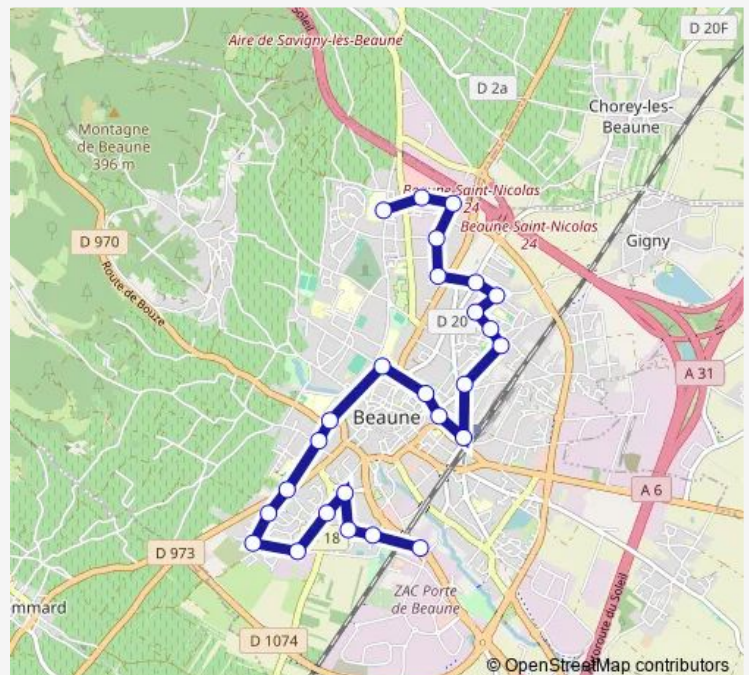 Soleil
Aire de Savigny-lès-Beaune
D 20F
D 2a
Chorey-les-
Beaune
Montagne
de Beaune
396 m
Beaune Saint-Nicolas
24
Beaune Saint-Nicolas
24
Gigny
D 970
Route de Bouze
D 20
A 31
Beaune
A 6
18
D 973
ZAC Porte
de Beaune
mmard
D 1074
Autoroute du Soleil
© OpenStreetMap contributors